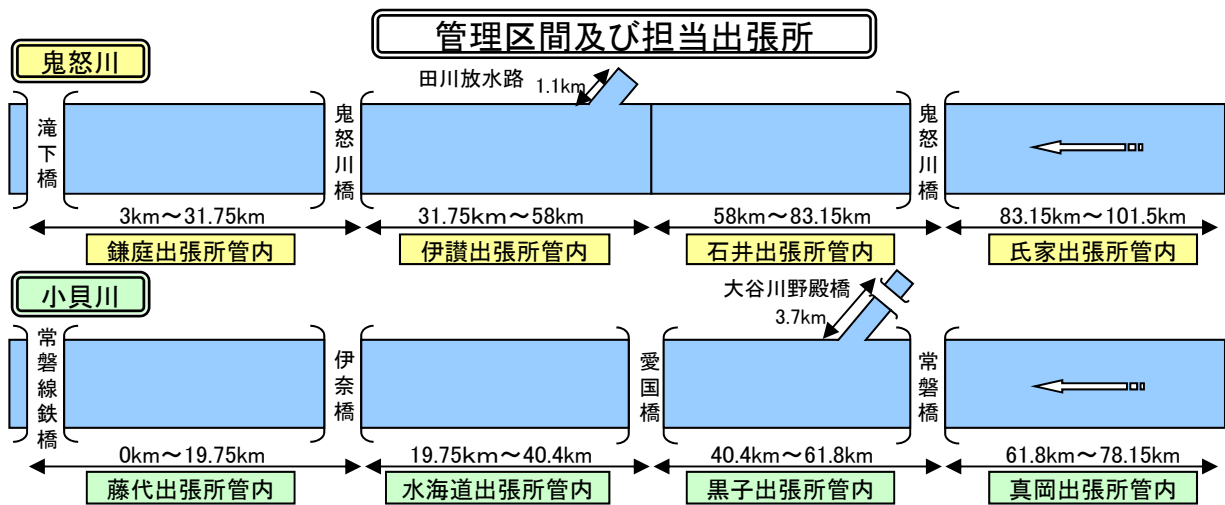 管理区間及び担当出張所
鬼怒川
田川放水路
1.1km
滝下橋
鬼怒川橋
鬼怒川橋
3km～31.75km
31.75km～58km
58km～83.15km
83.15km～101.5km
鎌庭出張所管内
伊讃出張所管内
石井出張所管内
氏家出張所管内
小貝川
大谷川野殿橋
3.7km
常磐線鉄橋
伊奈橋
愛国橋
常磐橋
0km～19.75km
19.75km～40.4km
40.4km～61.8km
61.8km～78.15km
藤代出張所管内
水海道出張所管内
黒子出張所管内
真岡出張所管内